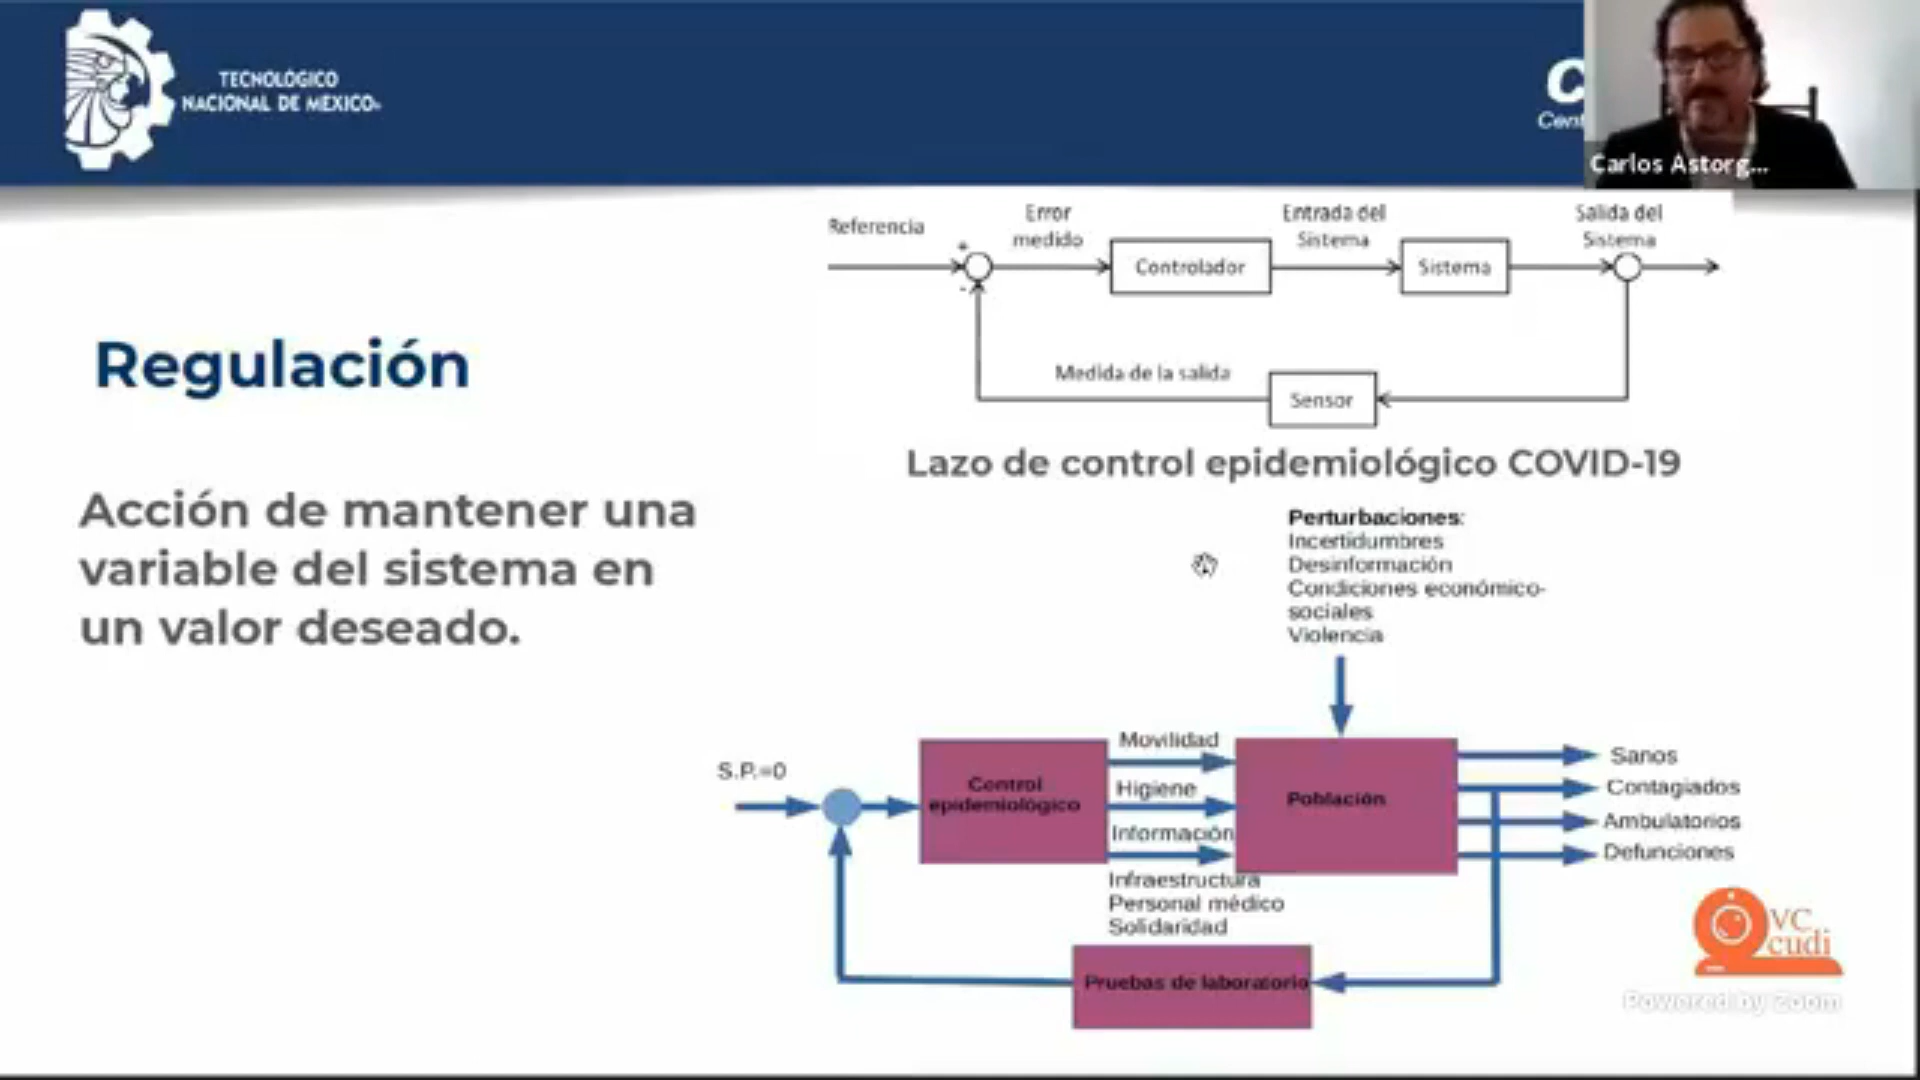 TECNOLÓGICO
NACIONAL DE MÉXICO
Carlos Astorg...
Referencia
Error
medido
Controlador
Entrada del
Sistema
Sistema
Salida del
Sistema
+
-
Medida de la salida
Sensor
Regulación
Acción de mantener una
variable del sistema en
un valor deseado.
Lazo de control epidemiológico COVID-19
Perturbaciones:
Incertidumbres
Desinformación
Condiciones económico-
sociales
Violencia
S.P.=0
Control
epidemiológico
Movilidad
Higiene
Información
Infraestructura
Personal médico
Solidaridad
Población
Sanos
Contagiados
Ambulatorios
Defunciones
Pruebas de laboratorio
VC
cudi
Powered by Zoom